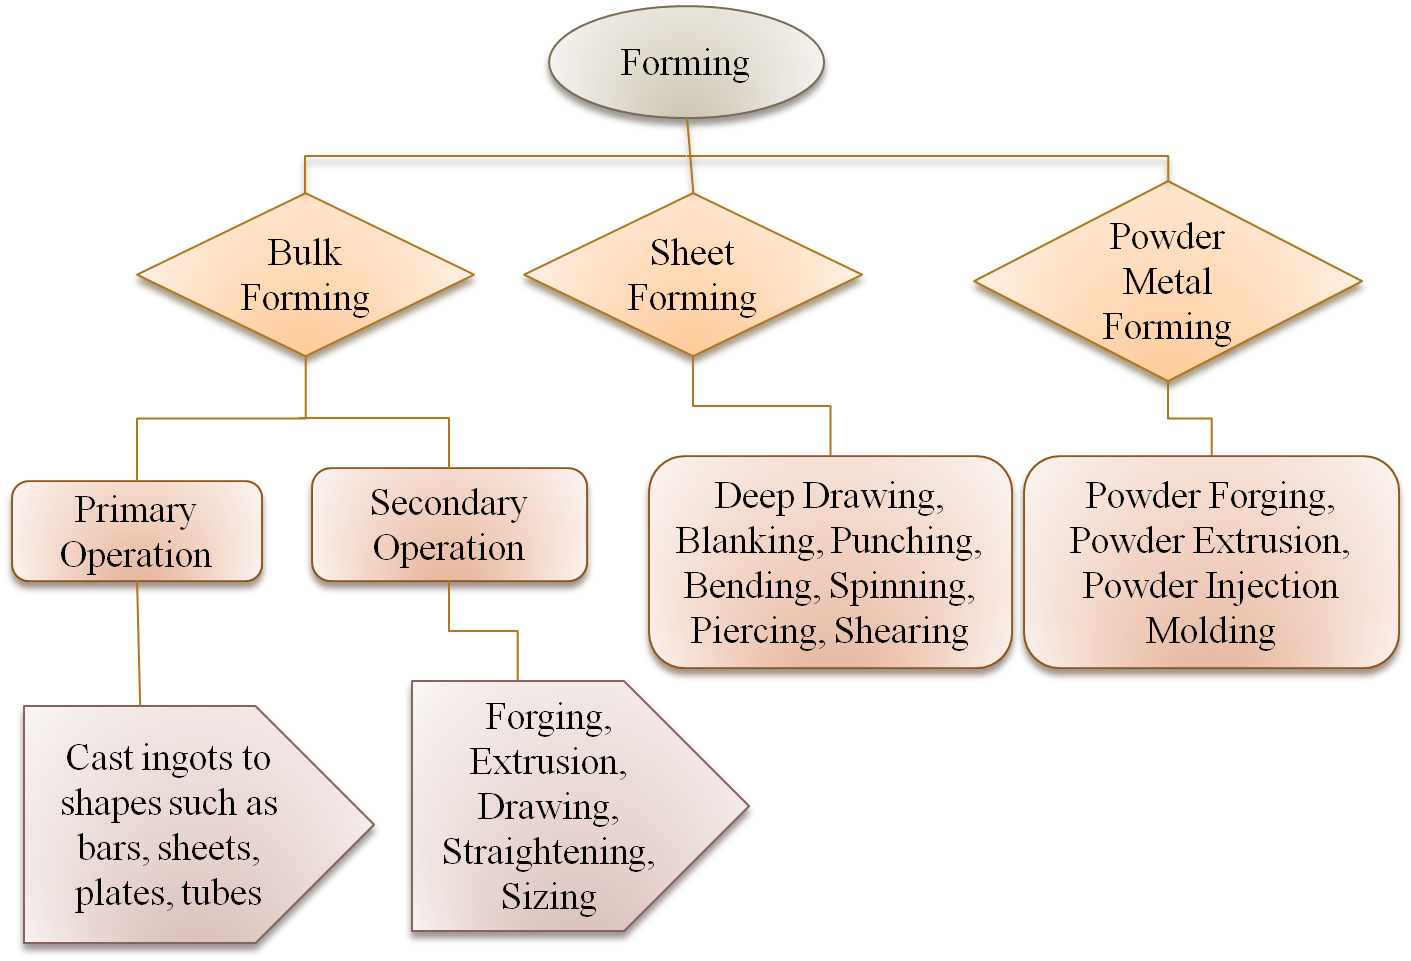 Forming
Bulk
Forming
Sheet
Forming
Powder
Metal
Forming
Primary
Operation
Secondary
Operation
Deep Drawing,
Blanking, Punching,
Bending, Spinning,
Piercing, Shearing
Powder Forging,
Powder Extrusion,
Powder Injection
Molding
Cast ingots to
shapes such as
bars, sheets,
plates, tubes
Forging,
Extrusion,
Drawing,
Straightening,
Sizing